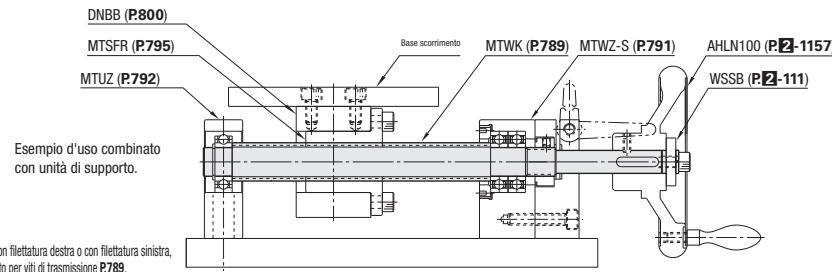 DNBB (P.800)
MTSFR (P.795)
MTUZ (P.792)
Base scorrimento
MTWK (P.789)
MTWZ-S (P.791)
AHLN100 (P.2-1157)
WSSB (P.2-111)
Esempio d'uso combinato
con unità di supporto.
on filettatura destra o con filettatura sinistra,
to per viti di trasmissione P.789.